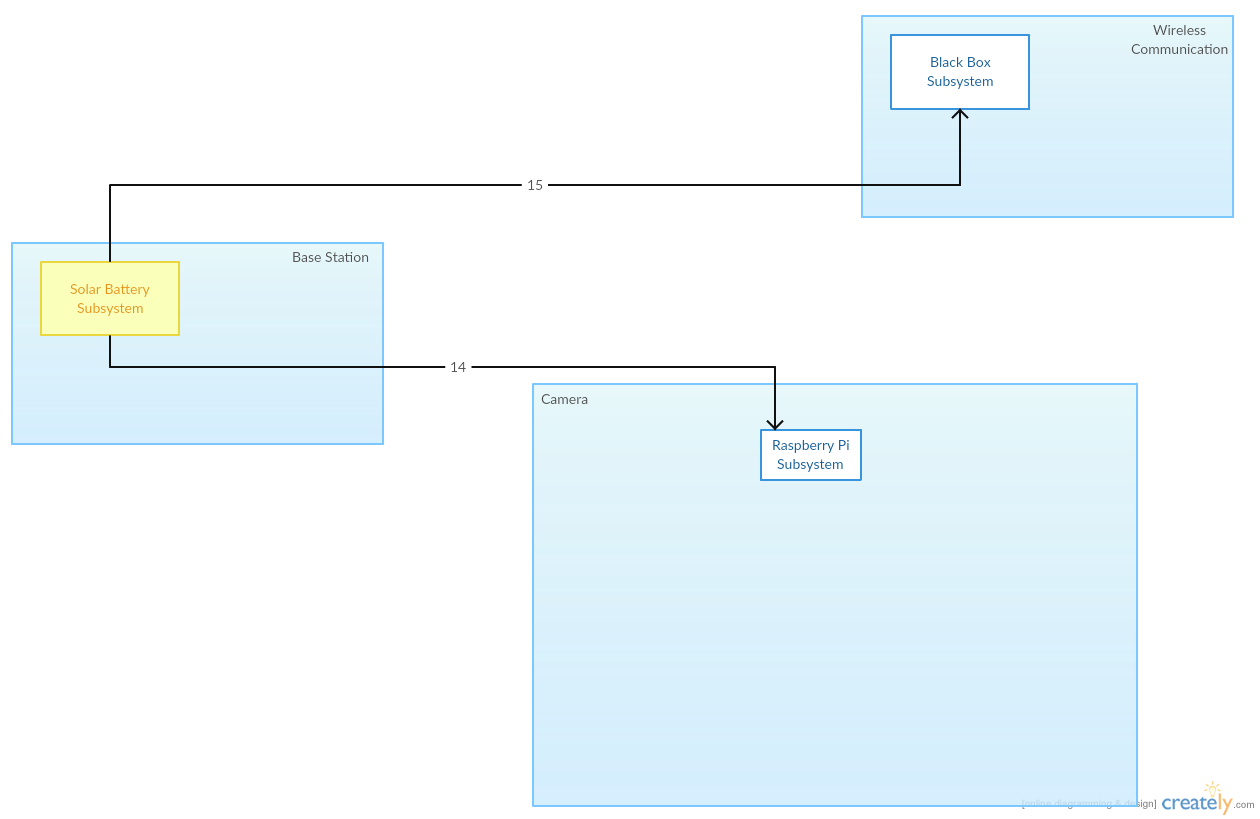 Wireless
Communication
Black Box
Subsystem
15
Base Station
Solar Battery
Subsystem
14
Camera
Raspberry Pi
Subsystem
[online diagramming & design] creately.com